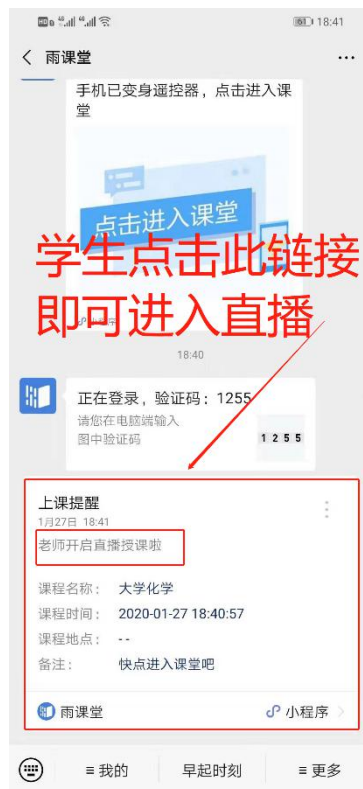 18:41
雨课堂
手机已变身遥控器，点击进入课
堂
点击进入课堂
学生点击此链接
即可进入直播
18:40
正在登录，验证码：1255
请您在电脑端输入
图中验证码
1 2 5 5
上课提醒
1月27日 18:41
老师开启直播授课啦
课程名称： 大学化学
课程时间： 2020-01-27 18:40:57
课程地点： --
备注： 快点进入课堂吧
雨课堂 小程序
我的 早起时刻 更多